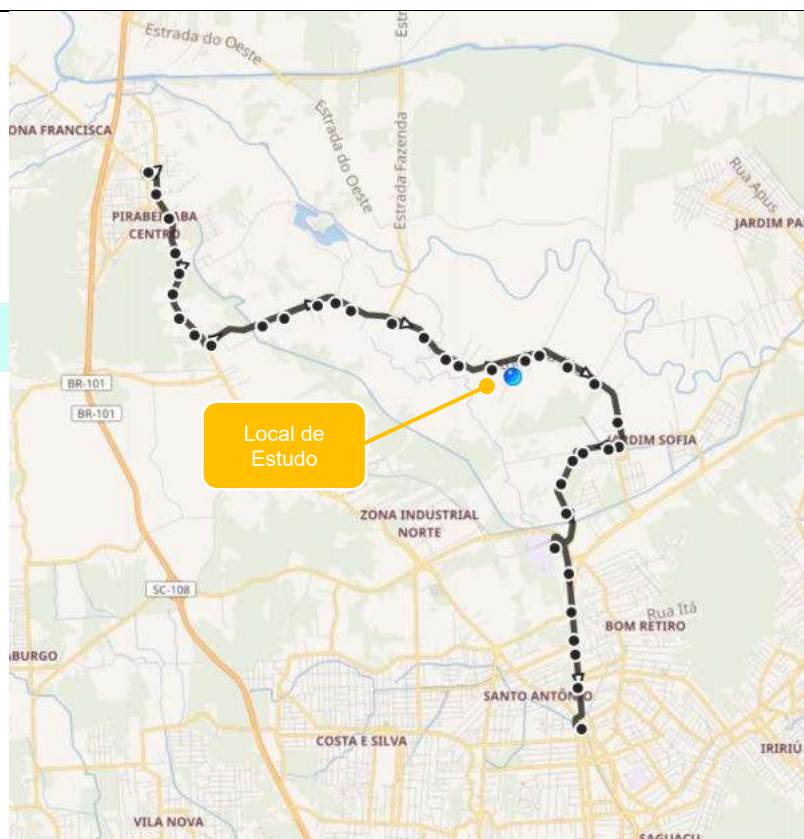 Estrada do Oeste
Estr
ONA FRANCISCA
Estrada do Oeste
Estrada Fazenda
Rua Apus
PIRABEIRABA
CENTRO
JARDIM PA
BR-101
BR-101
Local de
Estudo
JARDIM SOFIA
ZONA INDUSTRIAL
NORTE
SC-108
Rua Itá
BOM RETIRO
ABURGO
SANTO ANTÔNIO
COSTA E SILVA
IRIRIÚ
VILA NOVA
SAGUAÇU